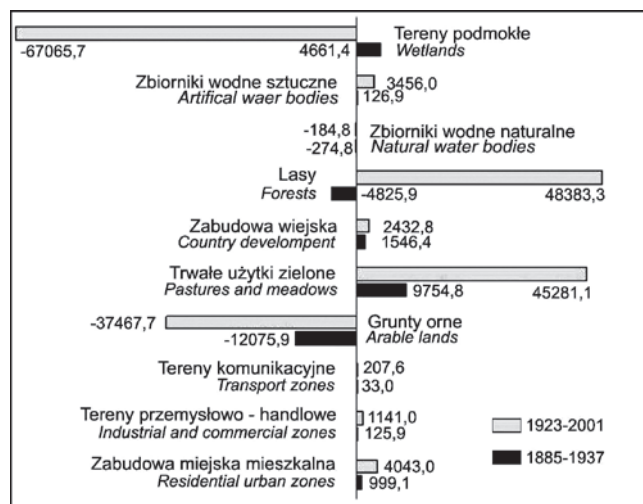 Tereny podmokłe
-67065,7 4661,4 Wetlands
Zbiorniki wodne sztuczne 3456,0
Artifical waer bodies 126,9
-184,8 Zbiorniki wodne naturalne
-274,8 Natural water bodies
Lasy
Forests -4825,9 48383,3
Zabudowa wiejska 2432,8
Country develompent 1546,4
Trwałe użytki zielone
Pastures and meadows 9754,8 45281,1
-37467,7 Grunty orne
-12075,9 Arable lands
Tereny komunikacyjne 207,6
Transport zones 33,0
Tereny przemysłowo - handlowe 1141,0
Industrial and commercial zones 125,9
1923-2001
1885-1937
Zabudowa miejska mieszkalna 4043,0
Residential urban zones 999,1